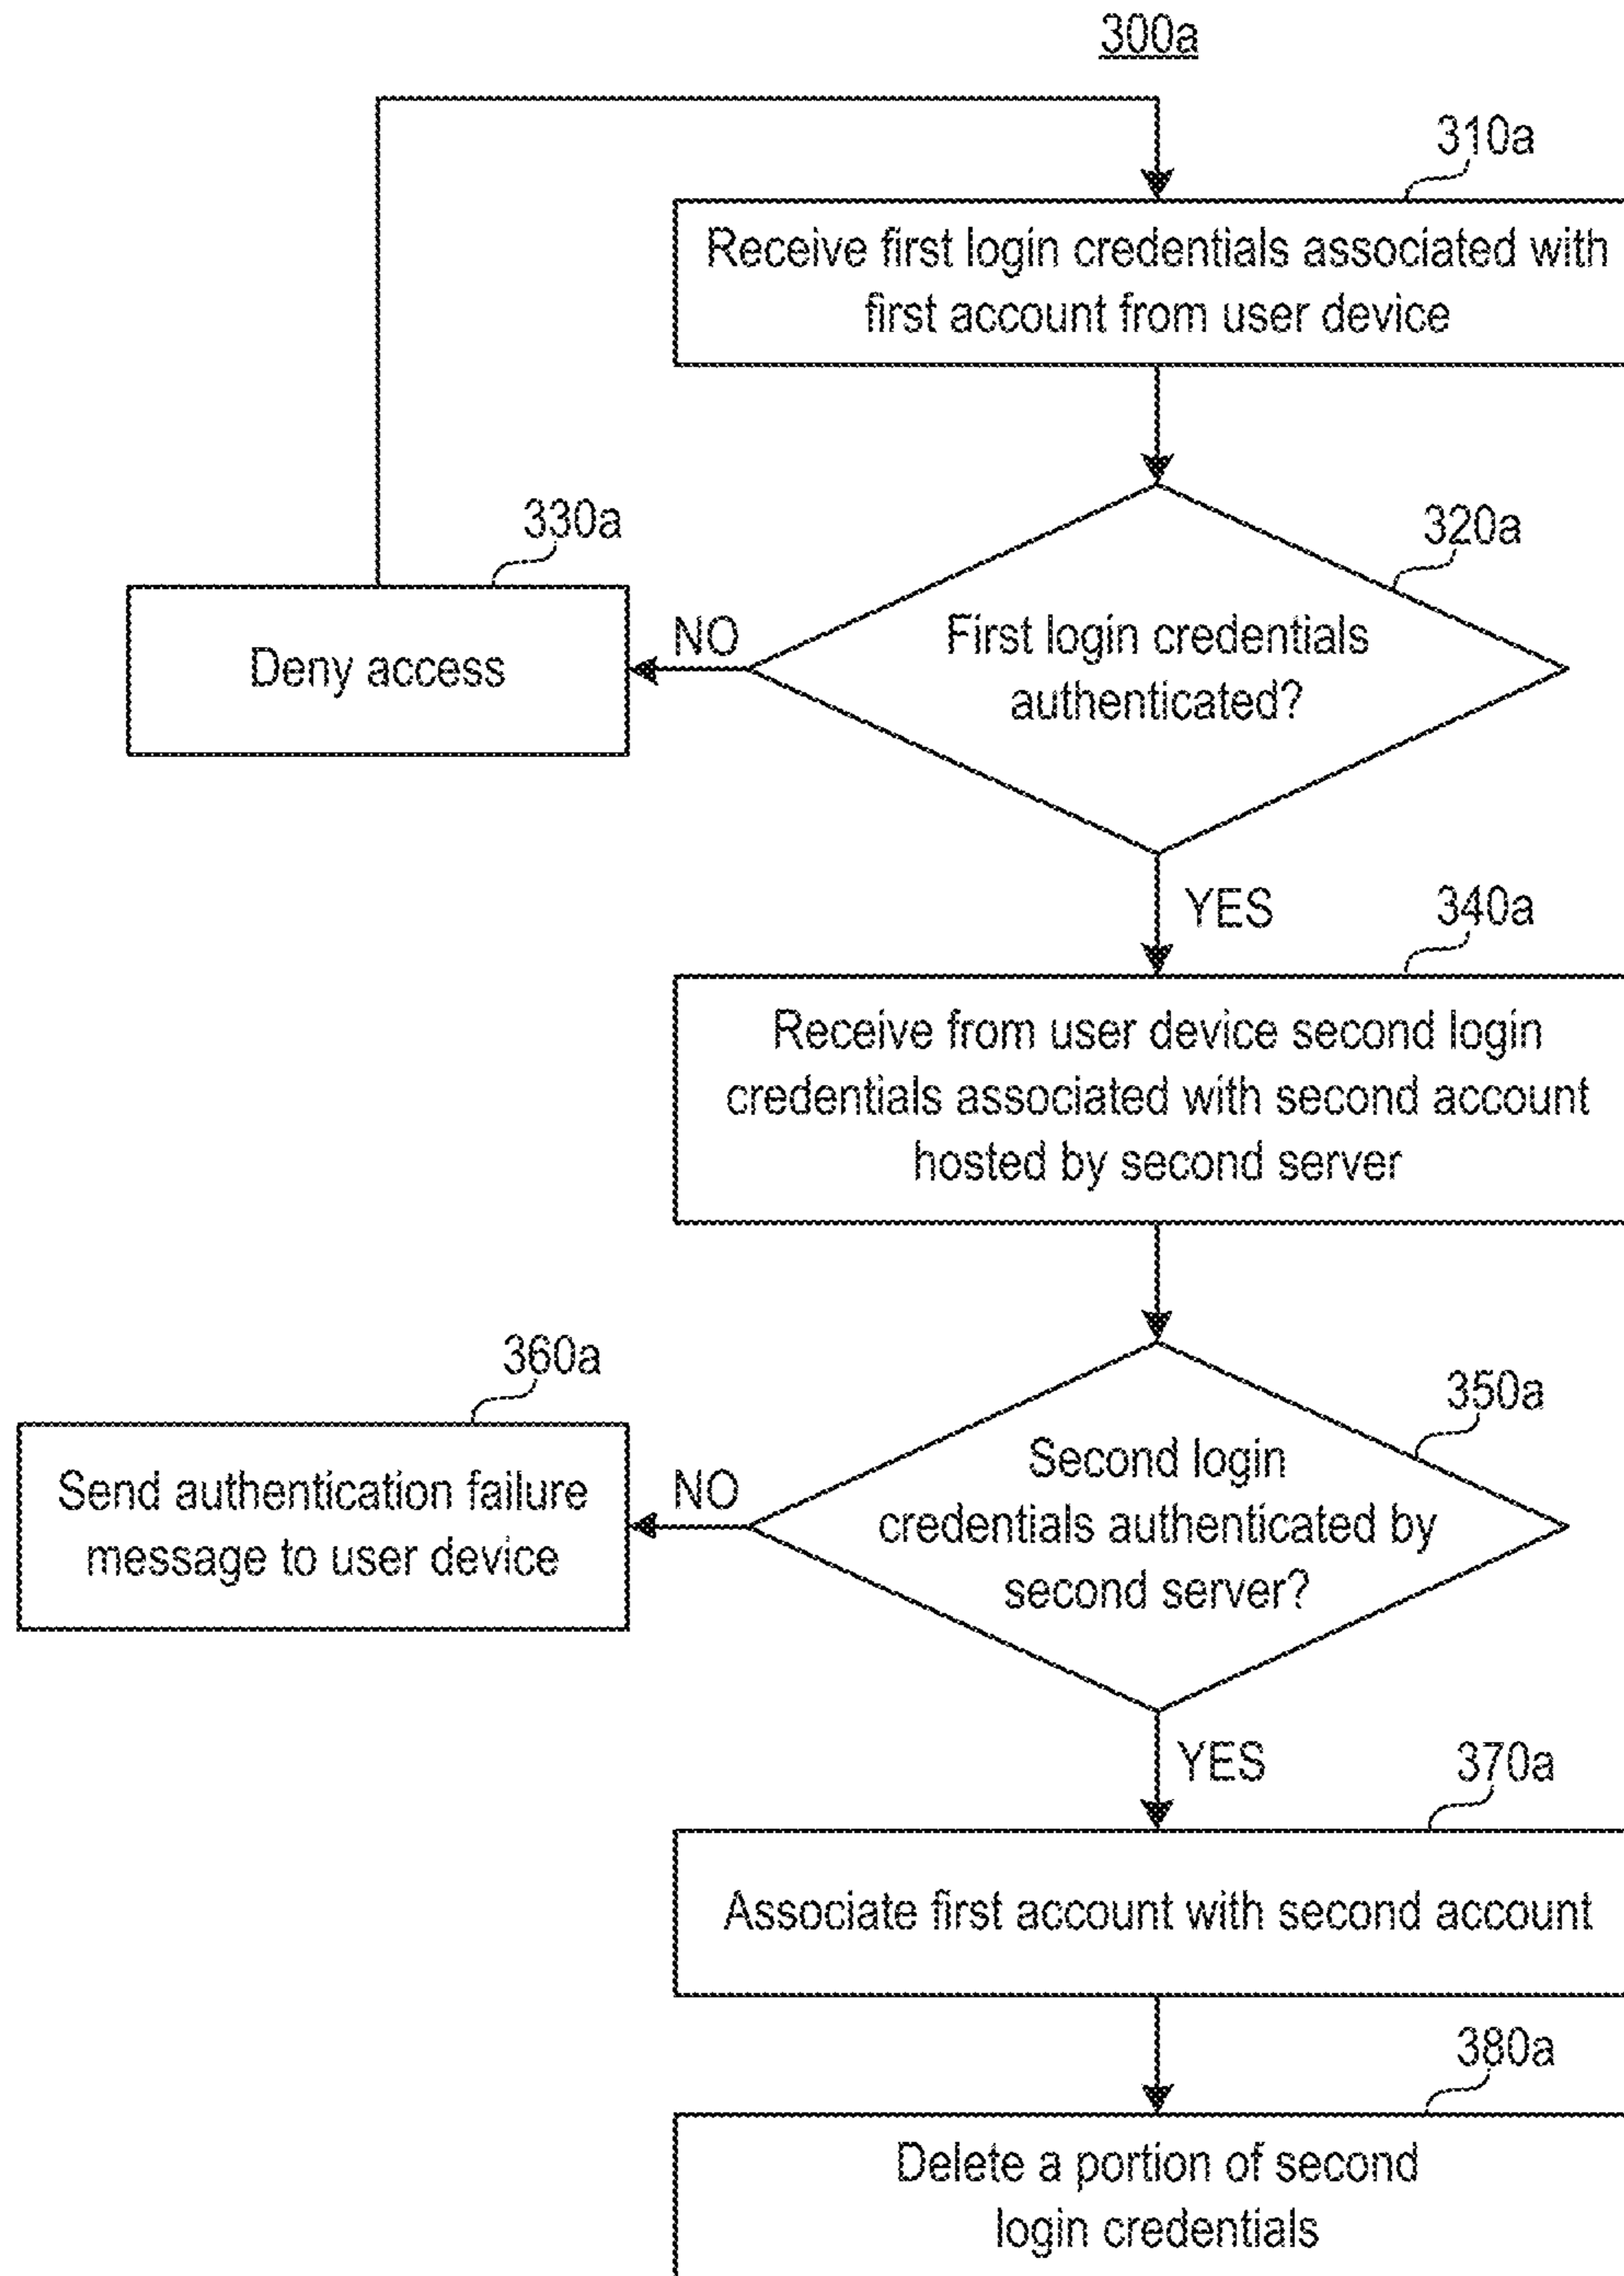 300a
310a
Receive first login credentials associated with
first account from user device
330a
320a
Deny access
NO
First login credentials
authenticated?
YES
340a
Receive from user device second login
credentials associated with second account
hosted by second server
360a
350a
Send authentication failure
message to user device
NO
Second login
credentials authenticated by
second server?
YES
370a
Associate first account with second account
380a
Delete a portion of second
login credentials